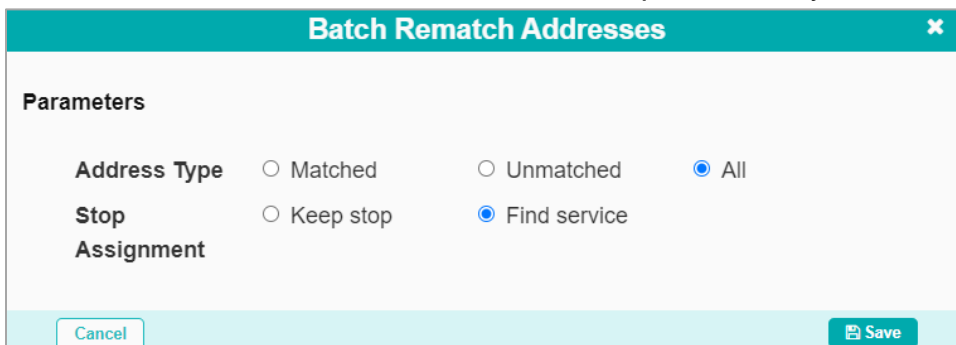 Batch Rematch Addresses
Parameters
Address Type Matched Unmatched All
Stop Assignment Keep stop Find service
Cancel Save